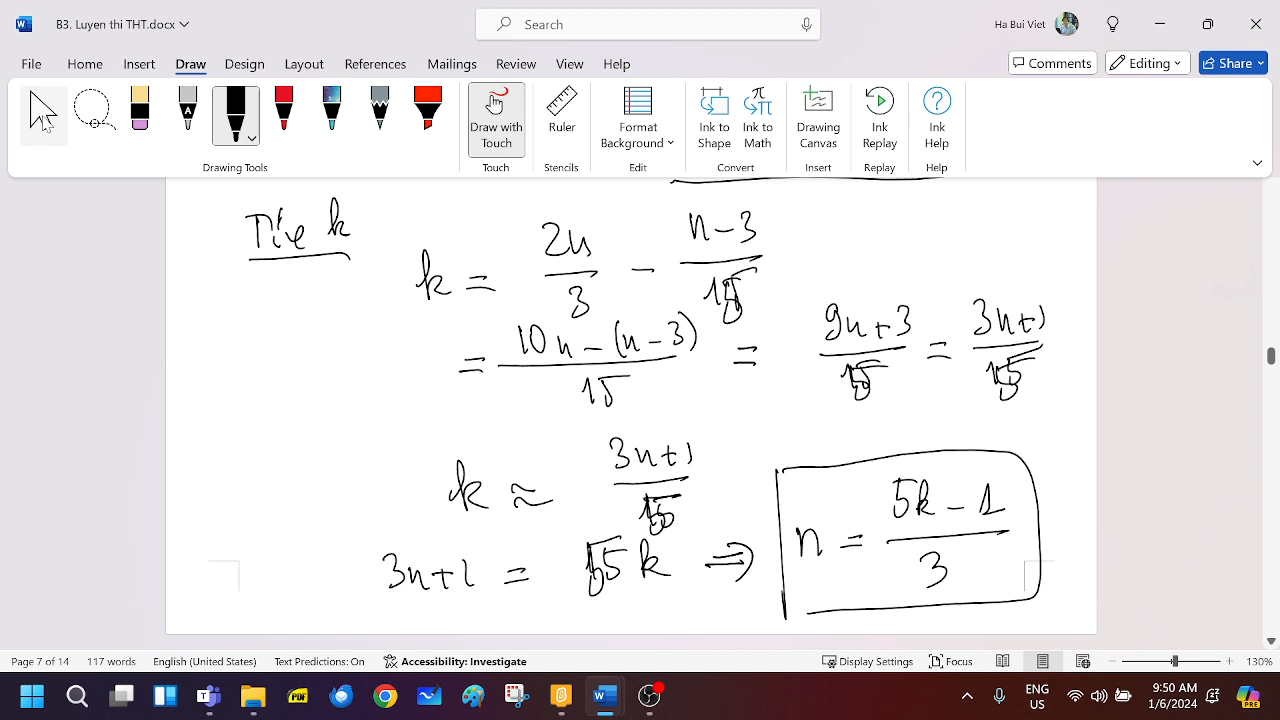 B3. Luyen thi THT.docx
Search
Ha Bui Viet
File Home Insert Draw Design Layout References Mailings Review View Help
Comments Editing Share
Draw with Touch
Ruler
Format Background
Ink to Shape
Ink to Math
Drawing Canvas
Ink Replay
Ink Help
Drawing Tools Touch Stencils Edit Convert Insert Replay Help
k = 2n/3 - (n-3)/15
= (10n - (n-3))/15 = (9n+3)/15 = (3n+1)/5
k ≈ (3n+1)/5
3n+1 = 5k ⇒ n = (5k-1)/3
Page 7 of 14 117 words English (United States) Text Predictions: On Accessibility: Investigate Display Settings Focus 130%
ENG US
9:50 AM
1/6/2024